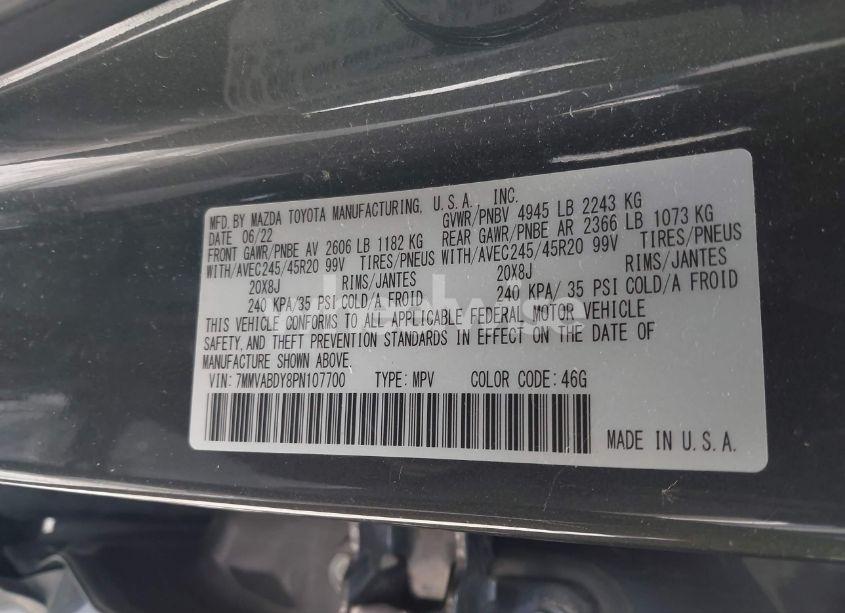 MFD. BY MAZDA TOYOTA MANUFACTURING, U.S.A., INC.
DATE 06/22 GVWR/PNBV 4945 LB 2243 KG
FRONT GAWR/PNBE AV 2606 LB 1182 KG REAR GAWR/PNBE AR 2366 LB 1073 KG
WITH/AVEC245/45R20 99V TIRES/PNEUS WITH/AVEC245/45R20 99V TIRES/PNEUS
20X8J RIMS/JANTES 20X8J RIMS/JANTES
240 KPA/35 PSI COLD/A FROID 240 KPA/ 35 PSI COLD/A FROID
THIS VEHICLE CONFORMS TO ALL APPLICABLE FEDERAL MOTOR VEHICLE
SAFETY, AND THEFT PREVENTION STANDARDS IN EFFECT ON THE DATE OF
MANUFACTURE SHOWN ABOVE.
VIN: 7MMVABDY8PN107700 TYPE: MPV COLOR CODE: 46G
MADE IN U.S.A.